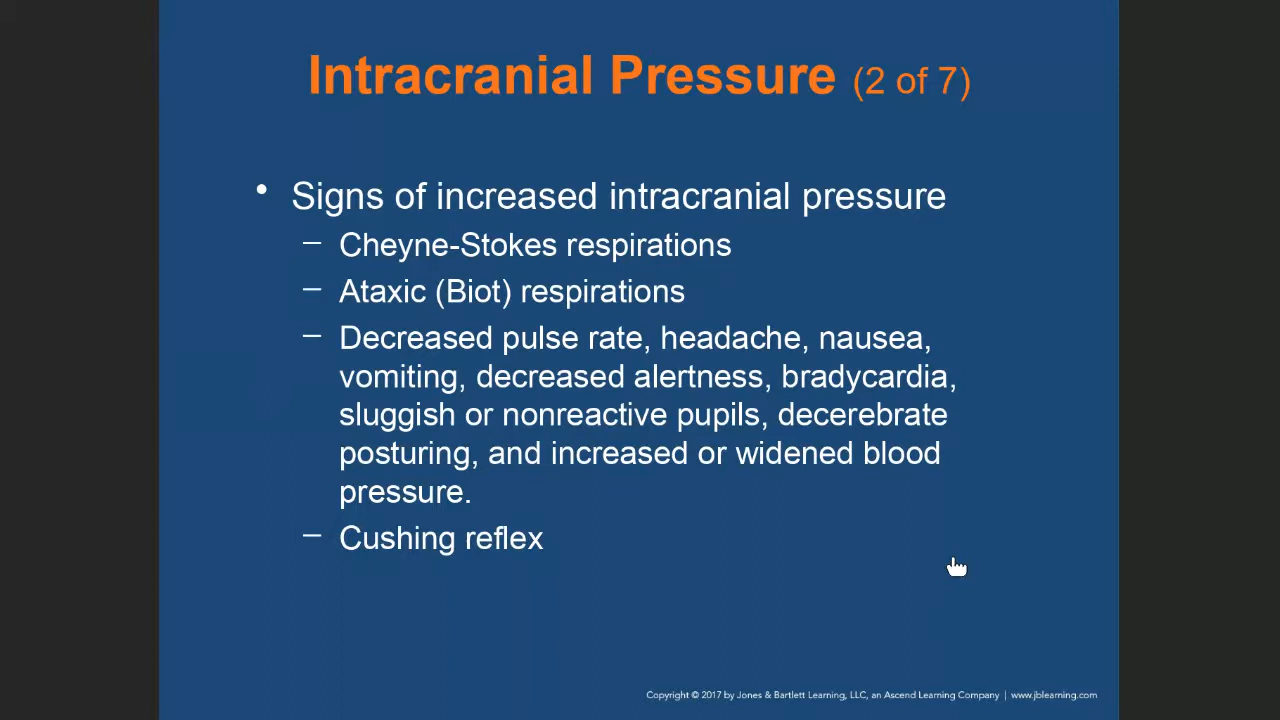 Intracranial Pressure (2 of 7)
• Signs of increased intracranial pressure
– Cheyne-Stokes respirations
– Ataxic (Biot) respirations
– Decreased pulse rate, headache, nausea,
vomiting, decreased alertness, bradycardia,
sluggish or nonreactive pupils, decerebrate
posturing, and increased or widened blood
pressure.
– Cushing reflex
Copyright © 2017 by Jones & Bartlett Learning, LLC, an Ascend Learning Company | www.jblearning.com